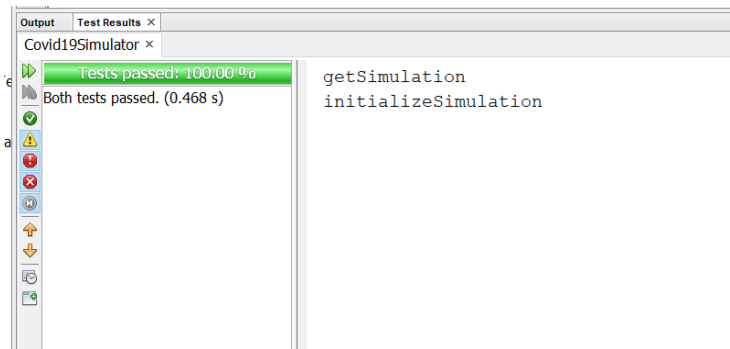 Output Test Results ×
Covid19Simulator ×
Tests passed: 100.00 %
Both tests passed. (0.468 s)
getSimulation
initializeSimulation